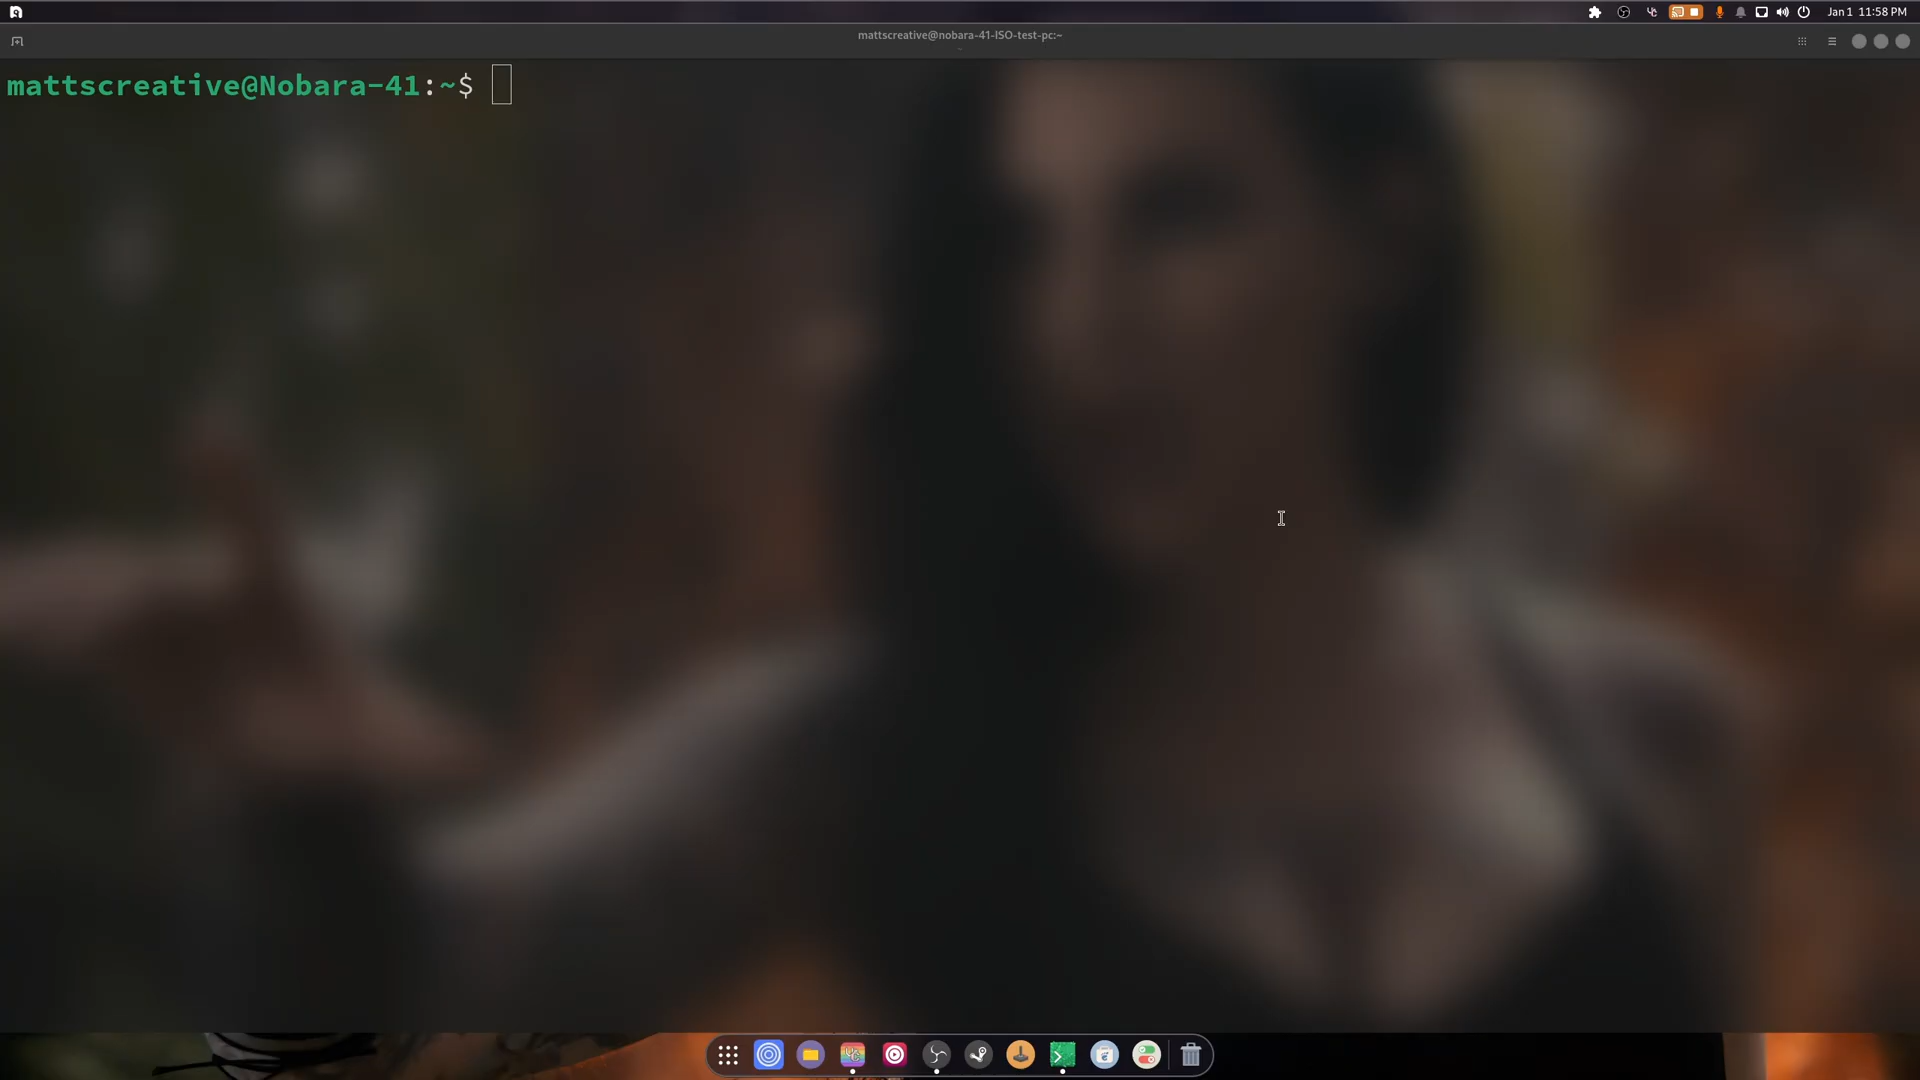 Jan 1 11:58 PM
mattscreative@nobara-41-ISO-test-pc:~
~
mattscreative@Nobara-41:~$